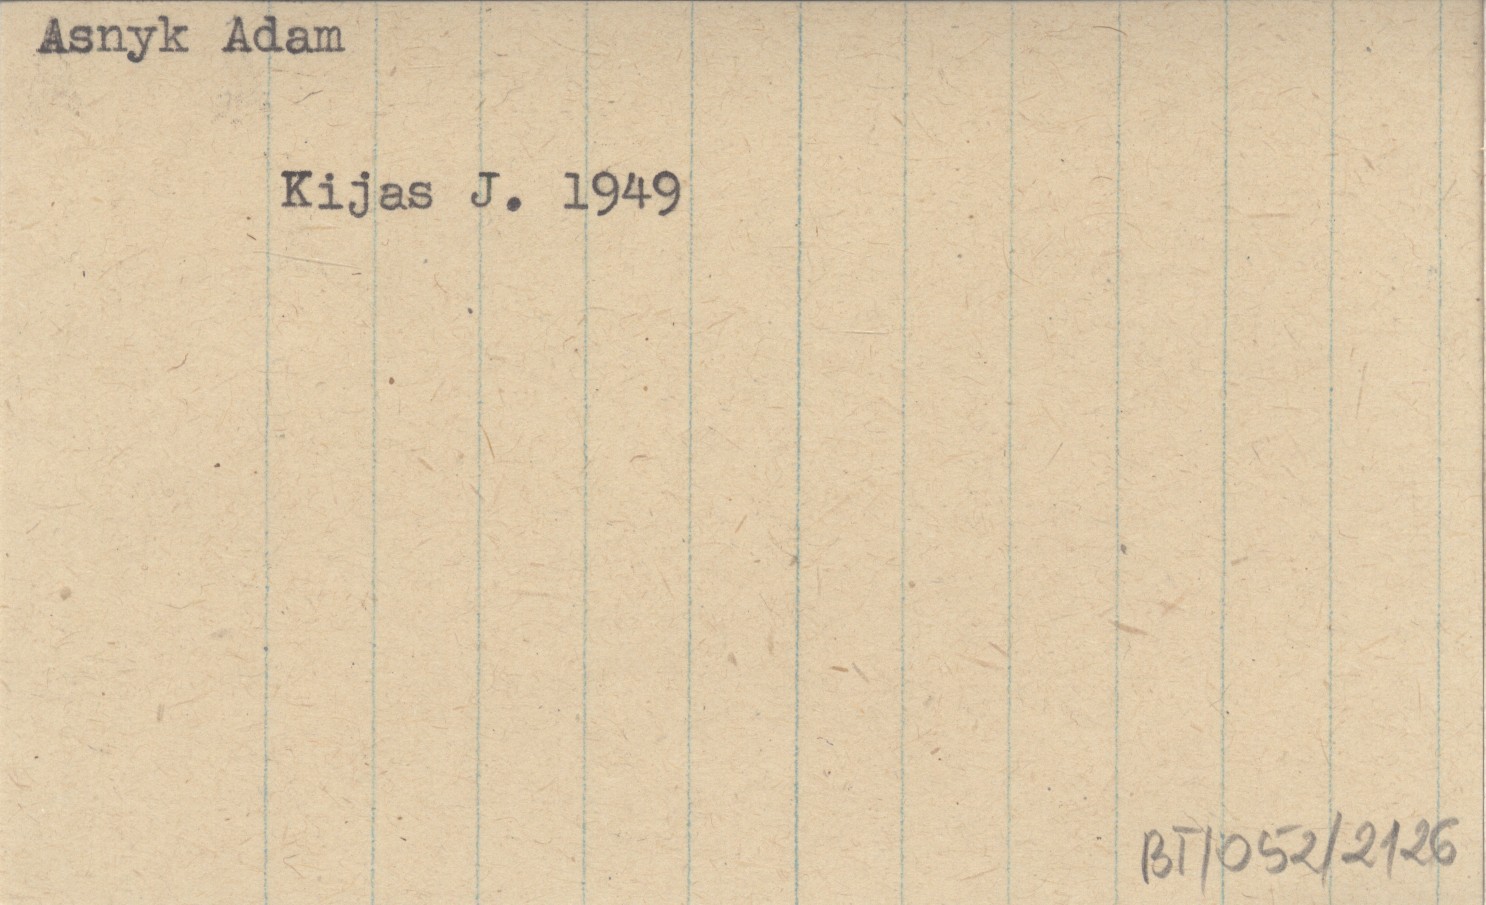 Asnyk Adam
Kijas J. 1949
BT/052/2126